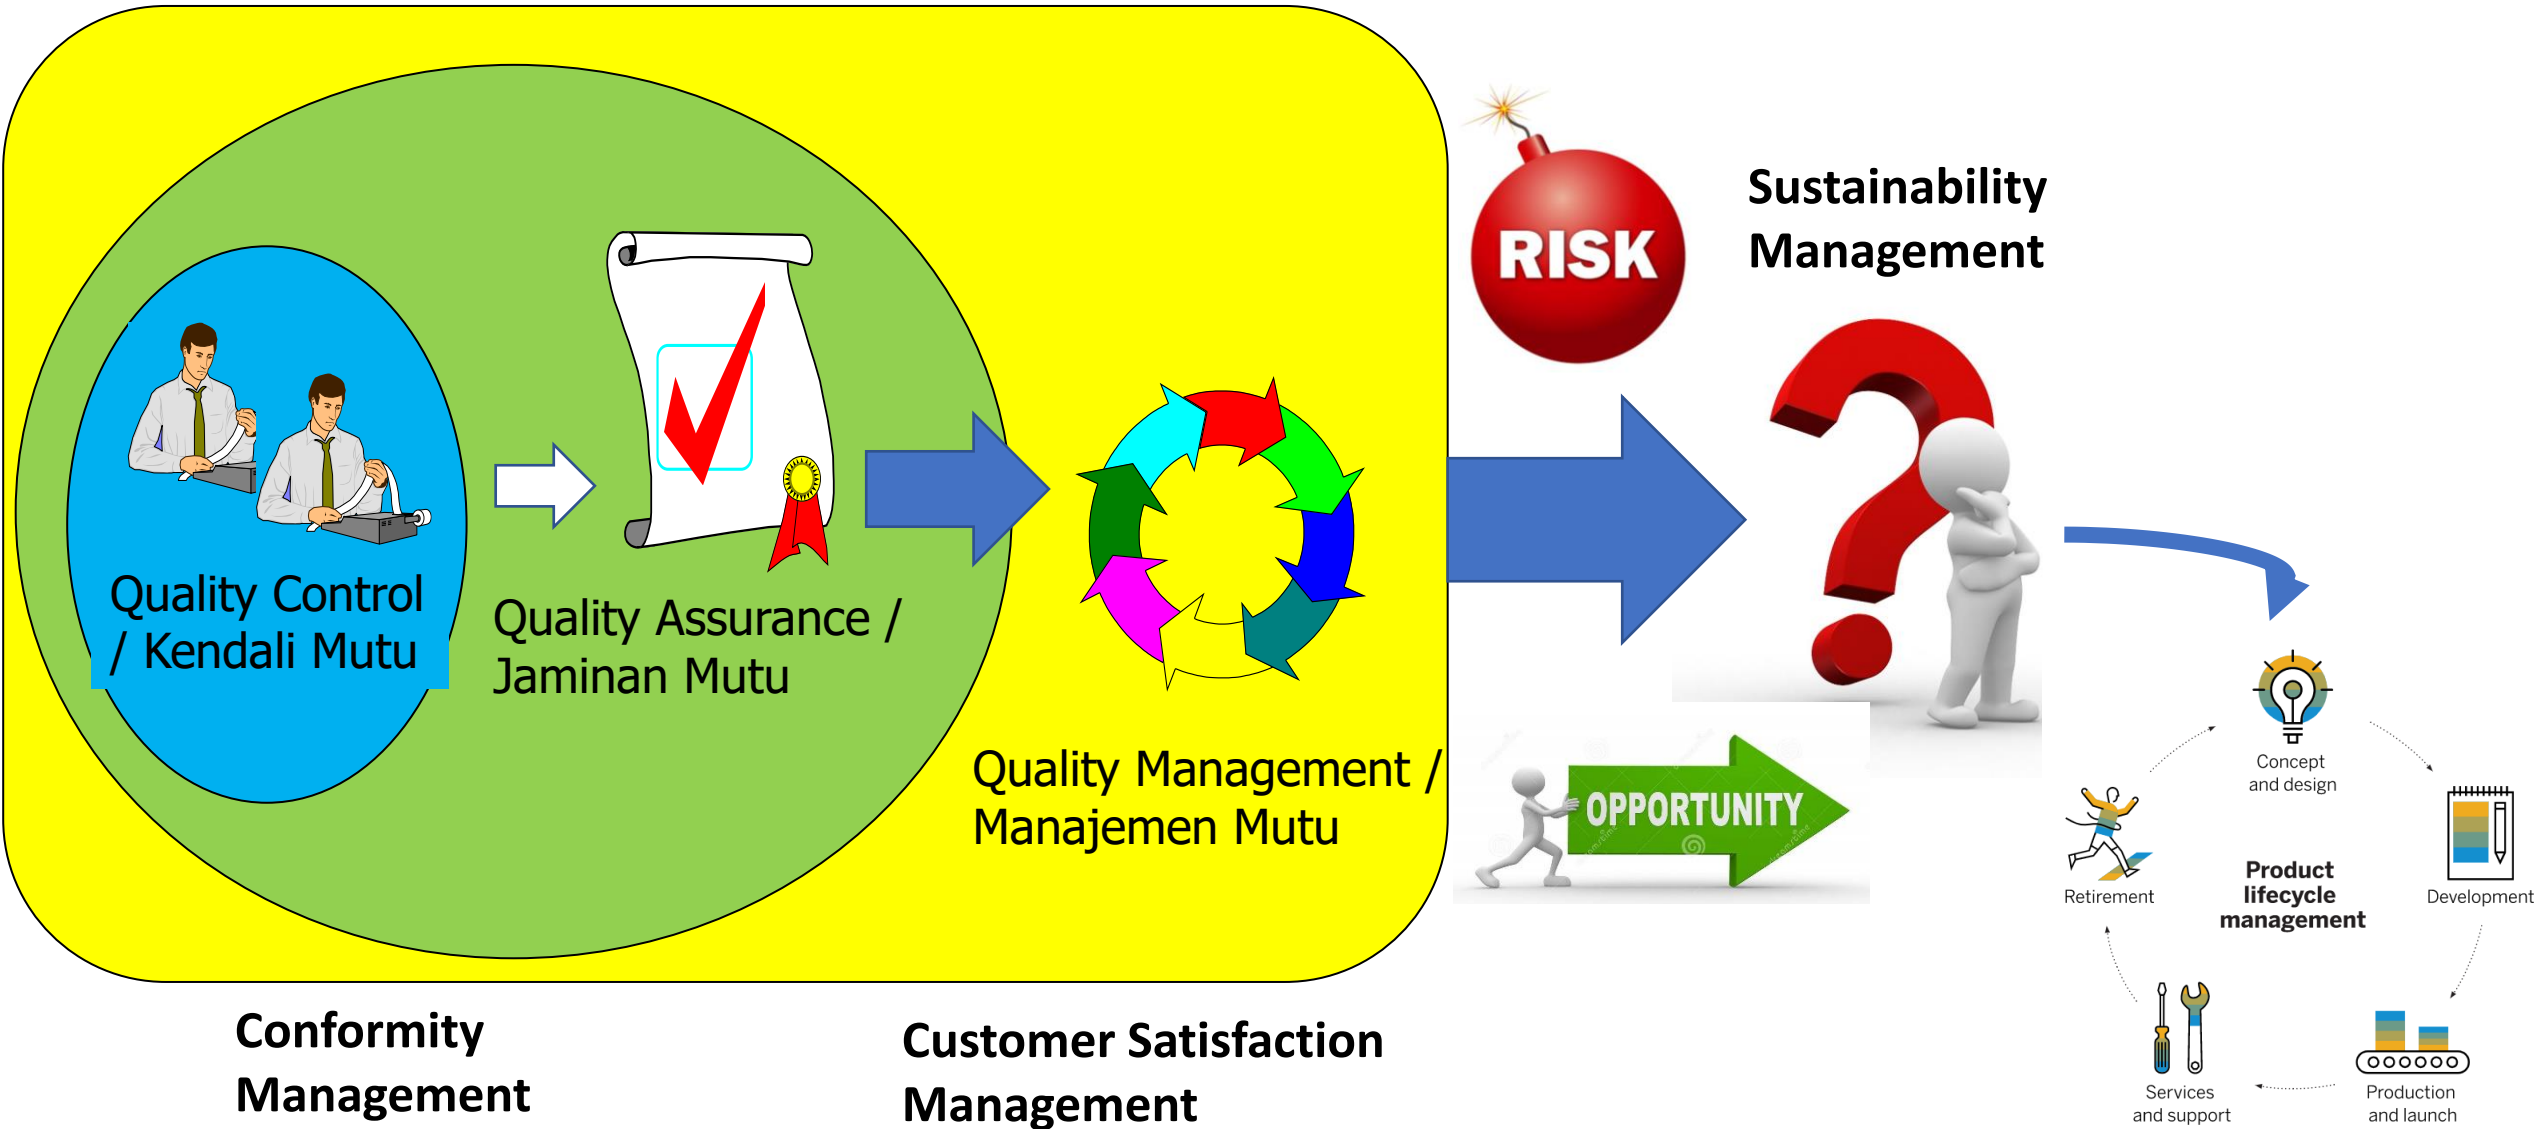 Quality Control
/ Kendali Mutu
Quality Assurance /
Jaminan Mutu
Quality Management /
Manajemen Mutu
Conformity
Management
Customer Satisfaction
Management
RISK
Sustainability
Management
OPPORTUNITY
Concept
and design
Development
Production
and launch
Services
and support
Retirement
Product
lifecycle
management